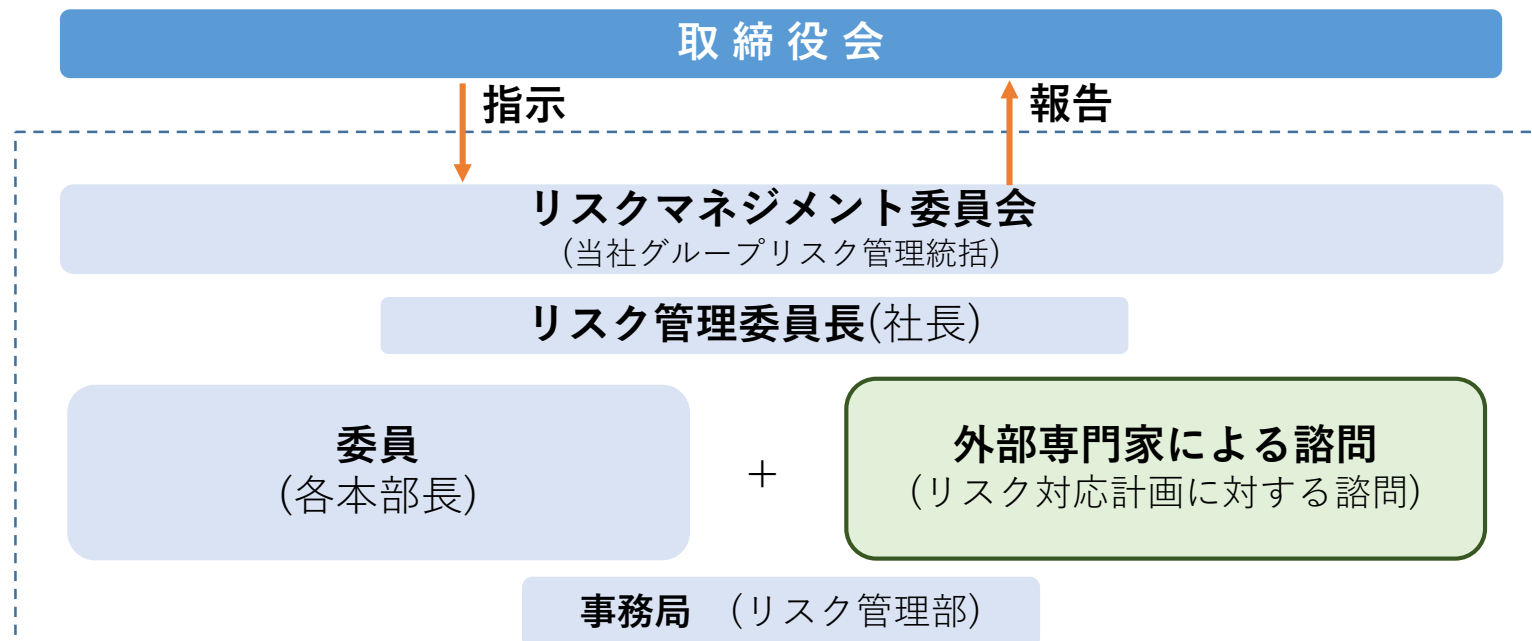 取締役会
指示
報告
リスクマネジメント委員会
(当社グループリスク管理統括)
リスク管理委員長(社長)
委員
(各本部長)
+
外部専門家による諮問
(リスク対応計画に対する諮問)
事務局 (リスク管理部)